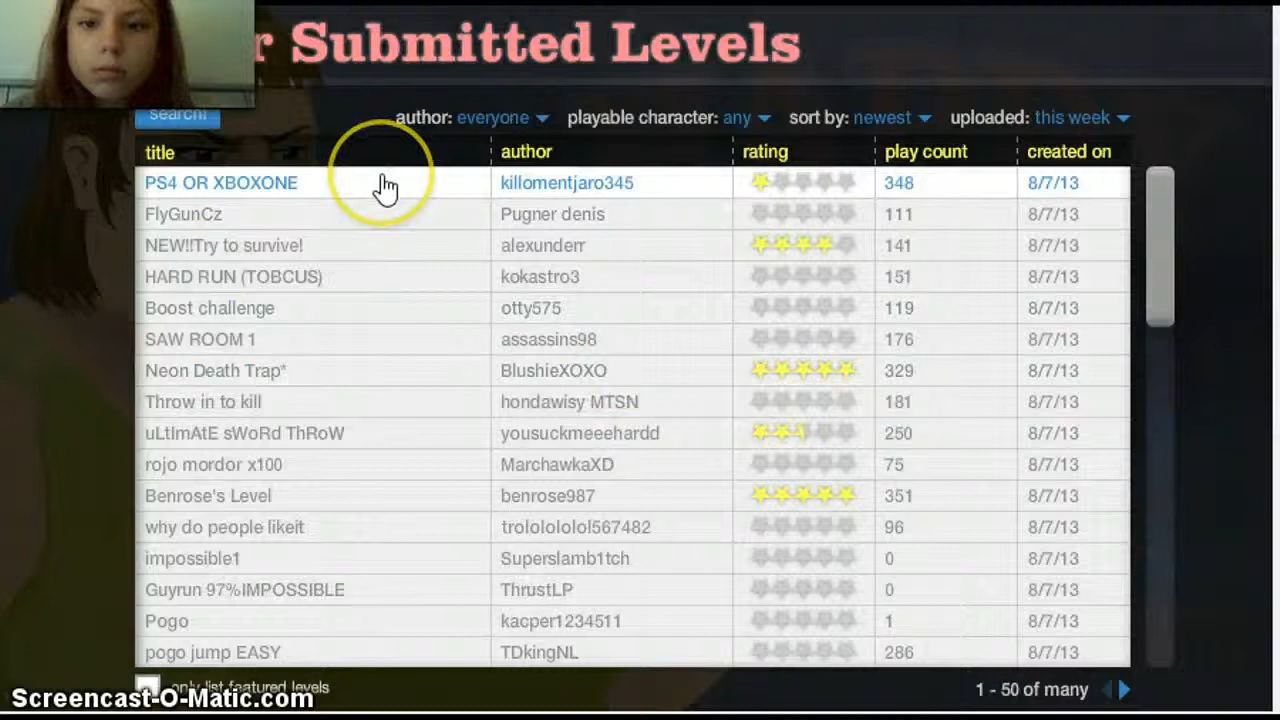 r Submitted Levels
search!
author: everyone playable character: any sort by: newest uploaded: this week
title author rating play count created on
PS4 OR XBOXONE killomentjaro345 348 8/7/13
FlyGunCz Pugner denis 111 8/7/13
NEW!!Try to survive! alexunderr 141 8/7/13
HARD RUN (TOBCUS) kokastro3 151 8/7/13
Boost challenge otty575 119 8/7/13
SAW ROOM 1 assassins98 176 8/7/13
Neon Death Trap* BlushieXOXO 329 8/7/13
Throw in to kill hondawisy MTSN 181 8/7/13
uLtImAtE sWoRd ThRoW yousuckmeeehardd 250 8/7/13
rojo mordor x100 MarchawkaXD 75 8/7/13
Benrose's Level benrose987 351 8/7/13
why do people likeit trolololololol567482 96 8/7/13
impossible1 Superslamb1tch 0 8/7/13
Guyrun 97%IMPOSSIBLE ThrustLP 0 8/7/13
Pogo kacper1234511 1 8/7/13
pogo jump EASY TDkingNL 286 8/7/13
only list featured levels 1 - 50 of many
Screencast-O-Matic.com